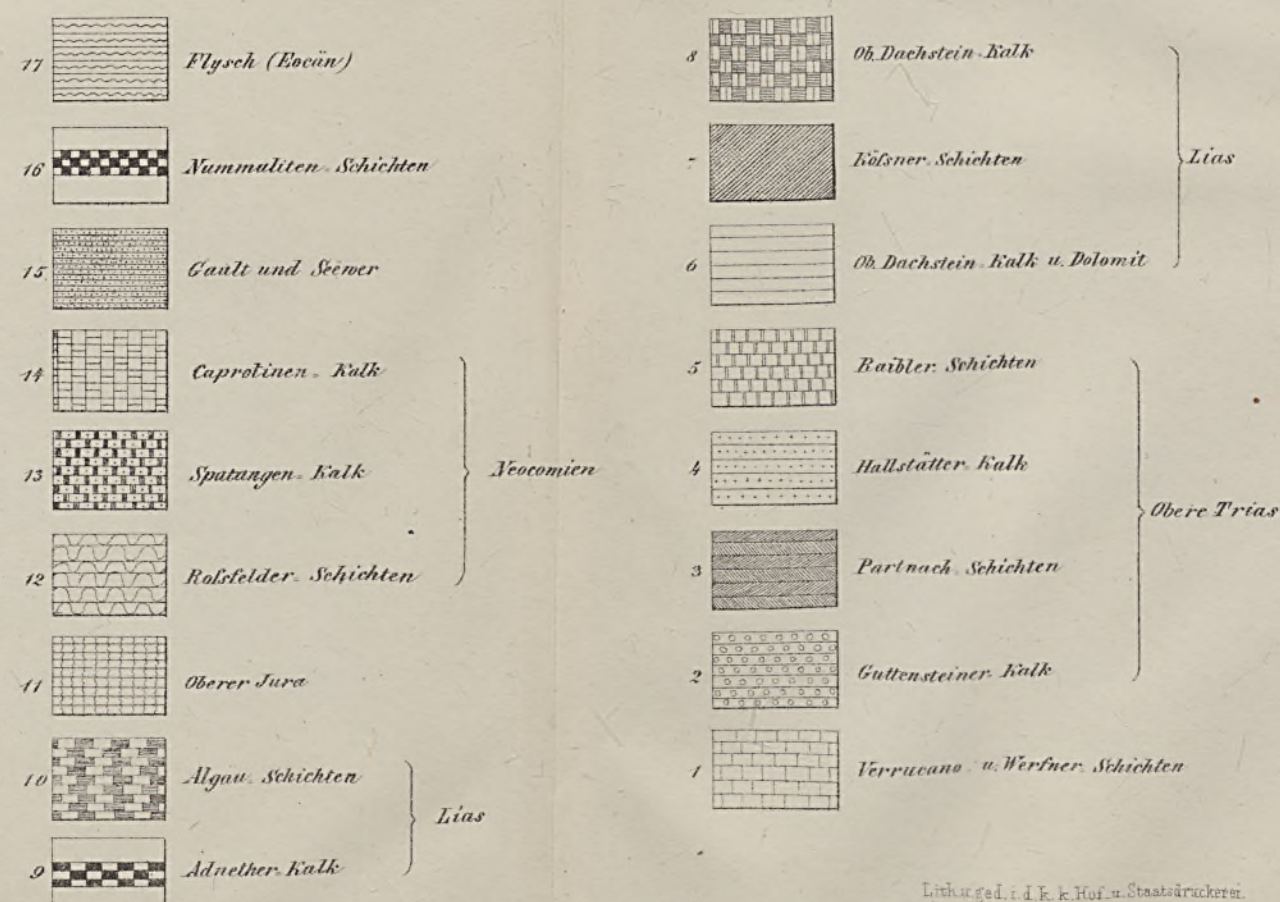 17 Flysch (Eocän)
16 Nummuliten-Schichten
15 Gault und Seewer
14 Caprotinen-Kalk
13 Spatangen-Kalk
Neocomien
12 Roſsfelder-Schichten
11 Oberer Jura
10 Algäu-Schichten
Lias
9 Adnether-Kalk
8 Ob. Dachstein-Kalk
7 Köſsner-Schichten
Lias
6 Ob. Dachstein-Kalk u. Dolomit
5 Raibler-Schichten
4 Hallstätter-Kalk
Obere Trias
3 Partnach-Schichten
2 Guttensteiner-Kalk
1 Verrucano u. Werfner-Schichten
Lith. u. ged. i. d. k. k. Hof. u. Staatsdruckerei.